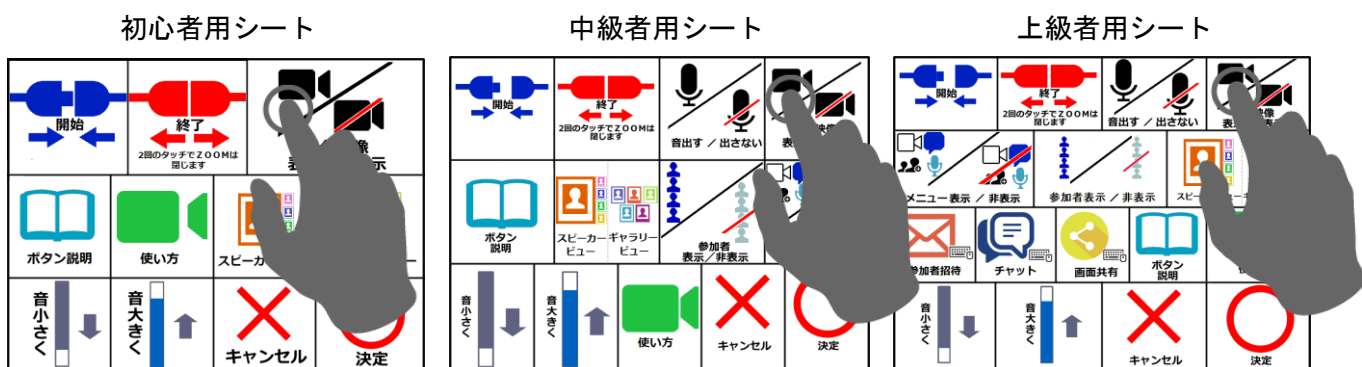 初心者用シート
中級者用シート
上級者用シート
開始
終了
2回のタッチでZOOMは
閉じます
表
示
ボタン説明
使い方
スピーカ
ー
音小さく
音大きく
キャンセル
決定
開始
終了
2回のタッチでZOOMは
閉じます
音出す / 出さない
表
映像
ボタン
説明
スピーカー
ビュー
ギャラリー
ビュー
参加者
表示/非表示
音小さく
音大きく
使い方
キャンセル
決定
開始
終了
2回のタッチでZOOMは
閉じます
音出す / 出さない
表示
メニュー表示 / 非表示
参加者表示 / 非表示
スピー
参加者招待
チャット
画面共有
ボタン
説明
音小さく
音大きく
キャンセル
決定